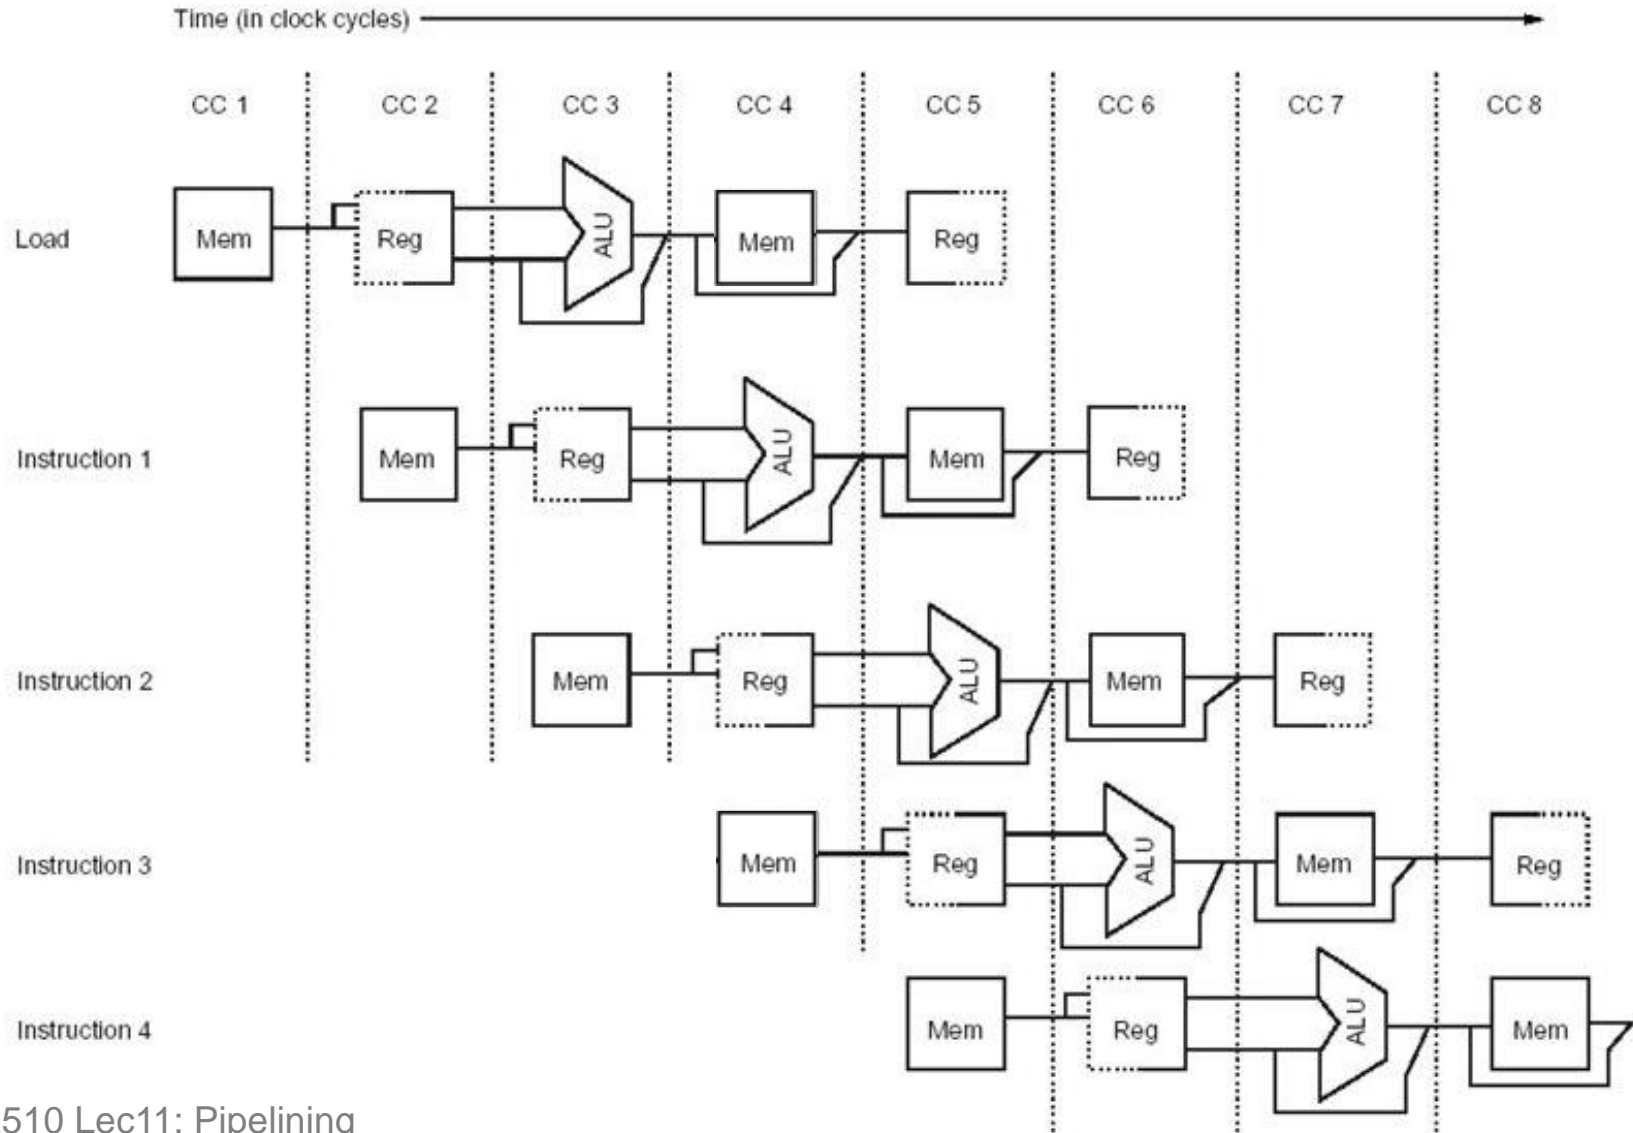 Time (in clock cycles)
CC 1 CC 2 CC 3 CC 4 CC 5 CC 6 CC 7 CC 8
Load Mem Reg ALU Mem Reg
Instruction 1 Mem Reg ALU Mem Reg
Instruction 2 Mem Reg ALU Mem Reg
Instruction 3 Mem Reg ALU Mem Reg
Instruction 4 Mem Reg ALU Mem
510 Lec11: Pipelining